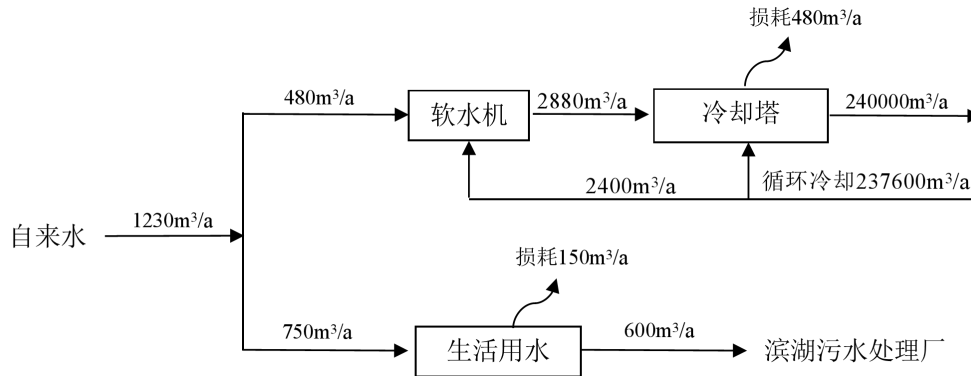 损耗480m³/a
480m³/a
软水机
2880m³/a
冷却塔
240000m³/a
2400m³/a
循环冷却237600m³/a
自来水
1230m³/a
损耗150m³/a
750m³/a
生活用水
600m³/a
滨湖污水处理厂